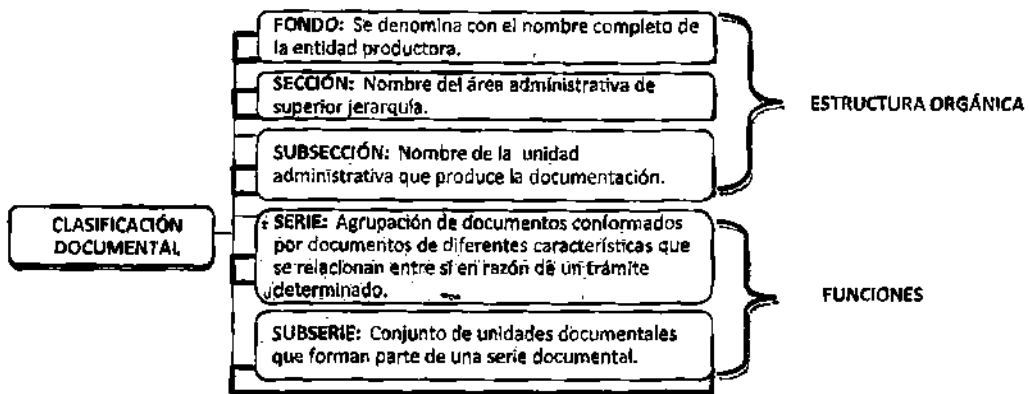 FONDO: Se denomina con el nombre completo de
la entidad productora.
SECCIÓN: Nombre del área administrativa de
superior jerarquía.
ESTRUCTURA ORGÁNICA
SUBSECCIÓN: Nombre de la unidad
administrativa que produce la documentación.
CLASIFICACIÓN
DOCUMENTAL
SERIE: Agrupación de documentos conformados
por documentos de diferentes características que
se relacionan entre sí en razón de un trámite
determinado.
FUNCIONES
SUBSERIE: Conjunto de unidades documentales
que forman parte de una serie documental.